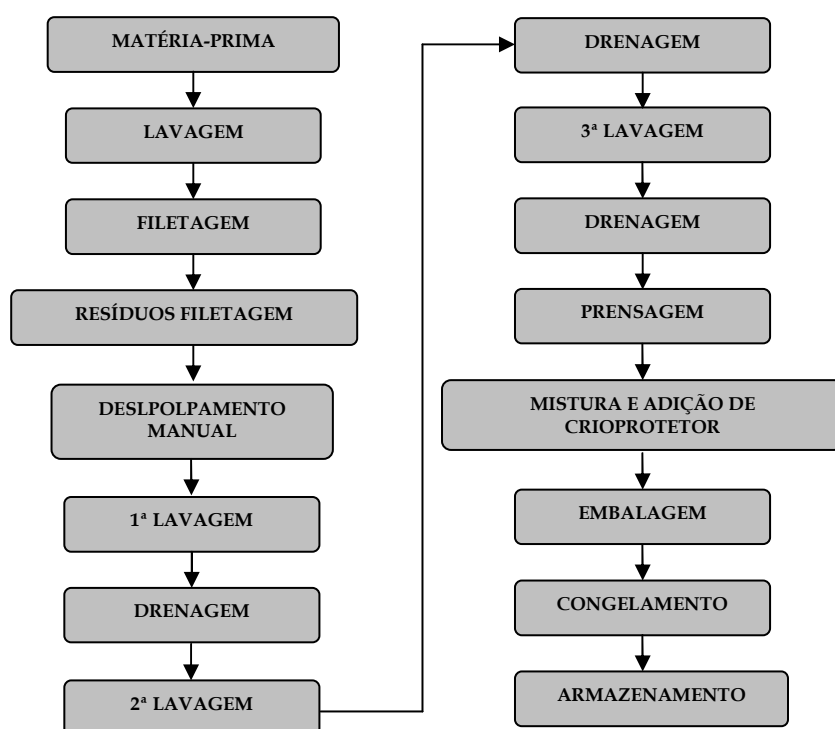 MATÉRIA-PRIMA
LAVAGEM
FILETAGEM
RESÍDUOS FILETAGEM
DESLPOLPAMENTO
MANUAL
1ª LAVAGEM
DRENAGEM
2ª LAVAGEM
DRENAGEM
3ª LAVAGEM
DRENAGEM
PRENSAGEM
MISTURA E ADIÇÃO DE
CRIOPROTETOR
EMBALAGEM
CONGELAMENTO
ARMAZENAMENTO